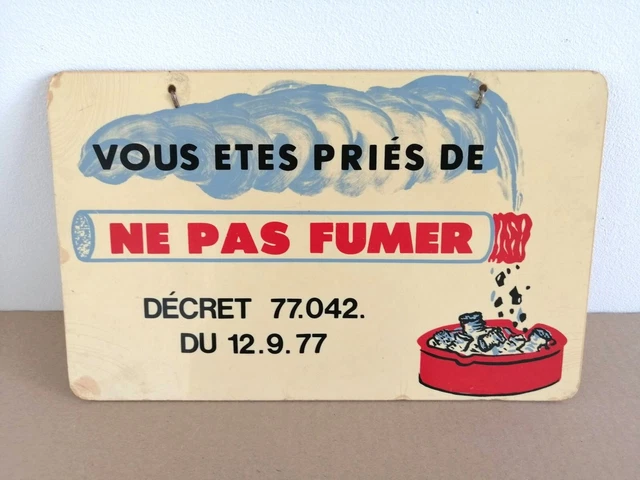 VOUS ETES PRIÉS DE
NE PAS FUMER
DÉCRET 77.042.
DU 12.9.77